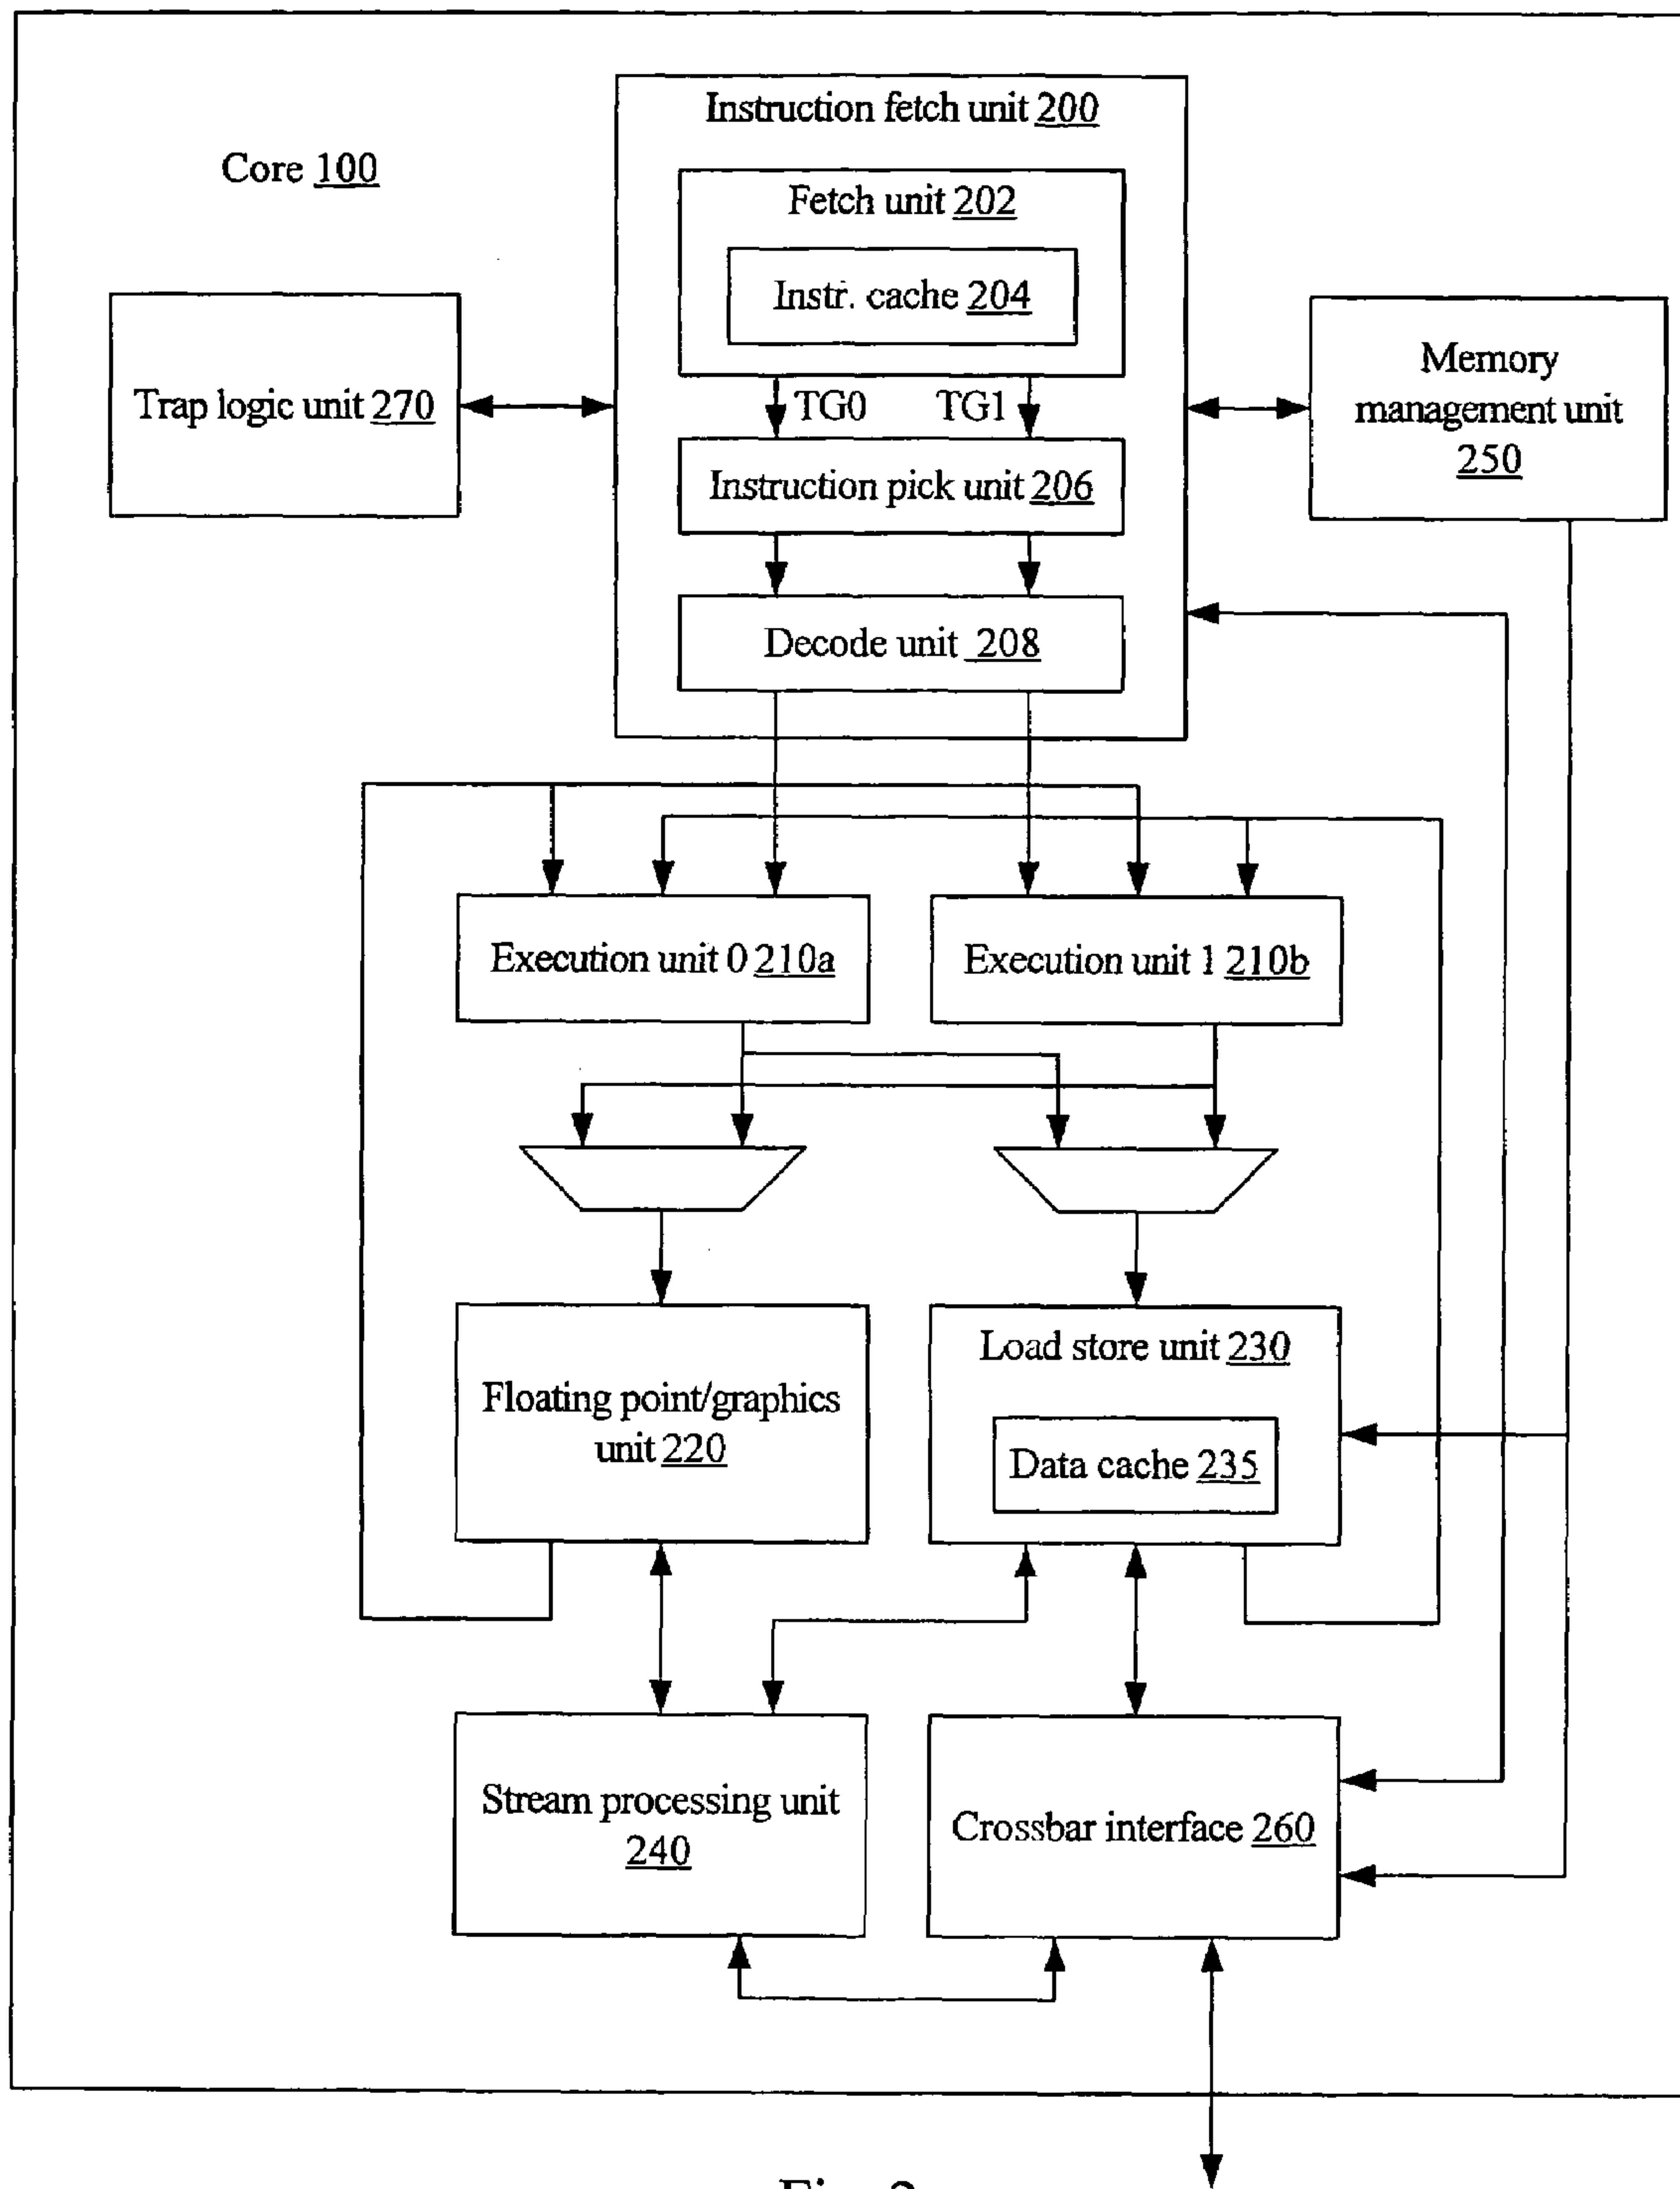 Instruction fetch unit 200
Core 100
Fetch unit 202
Instr. cache 204
Trap logic unit 270
TG0
TG1
Memory
management unit
250
Instruction pick unit 206
Decode unit 208
Execution unit 0 210a
Execution unit 1 210b
Floating point/graphics
unit 220
Load store unit 230
Data cache 235
Stream processing unit
240
Crossbar interface 260